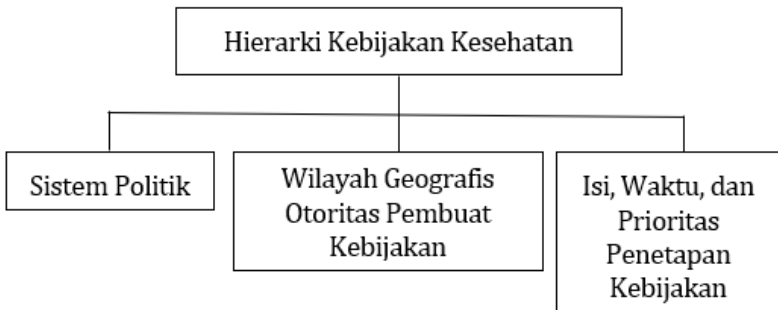 Hierarki Kebijakan Kesehatan
Sistem Politik
Wilayah Geografis
Otoritas Pembuat
Kebijakan
Isi, Waktu, dan
Prioritas
Penetapan
Kebijakan